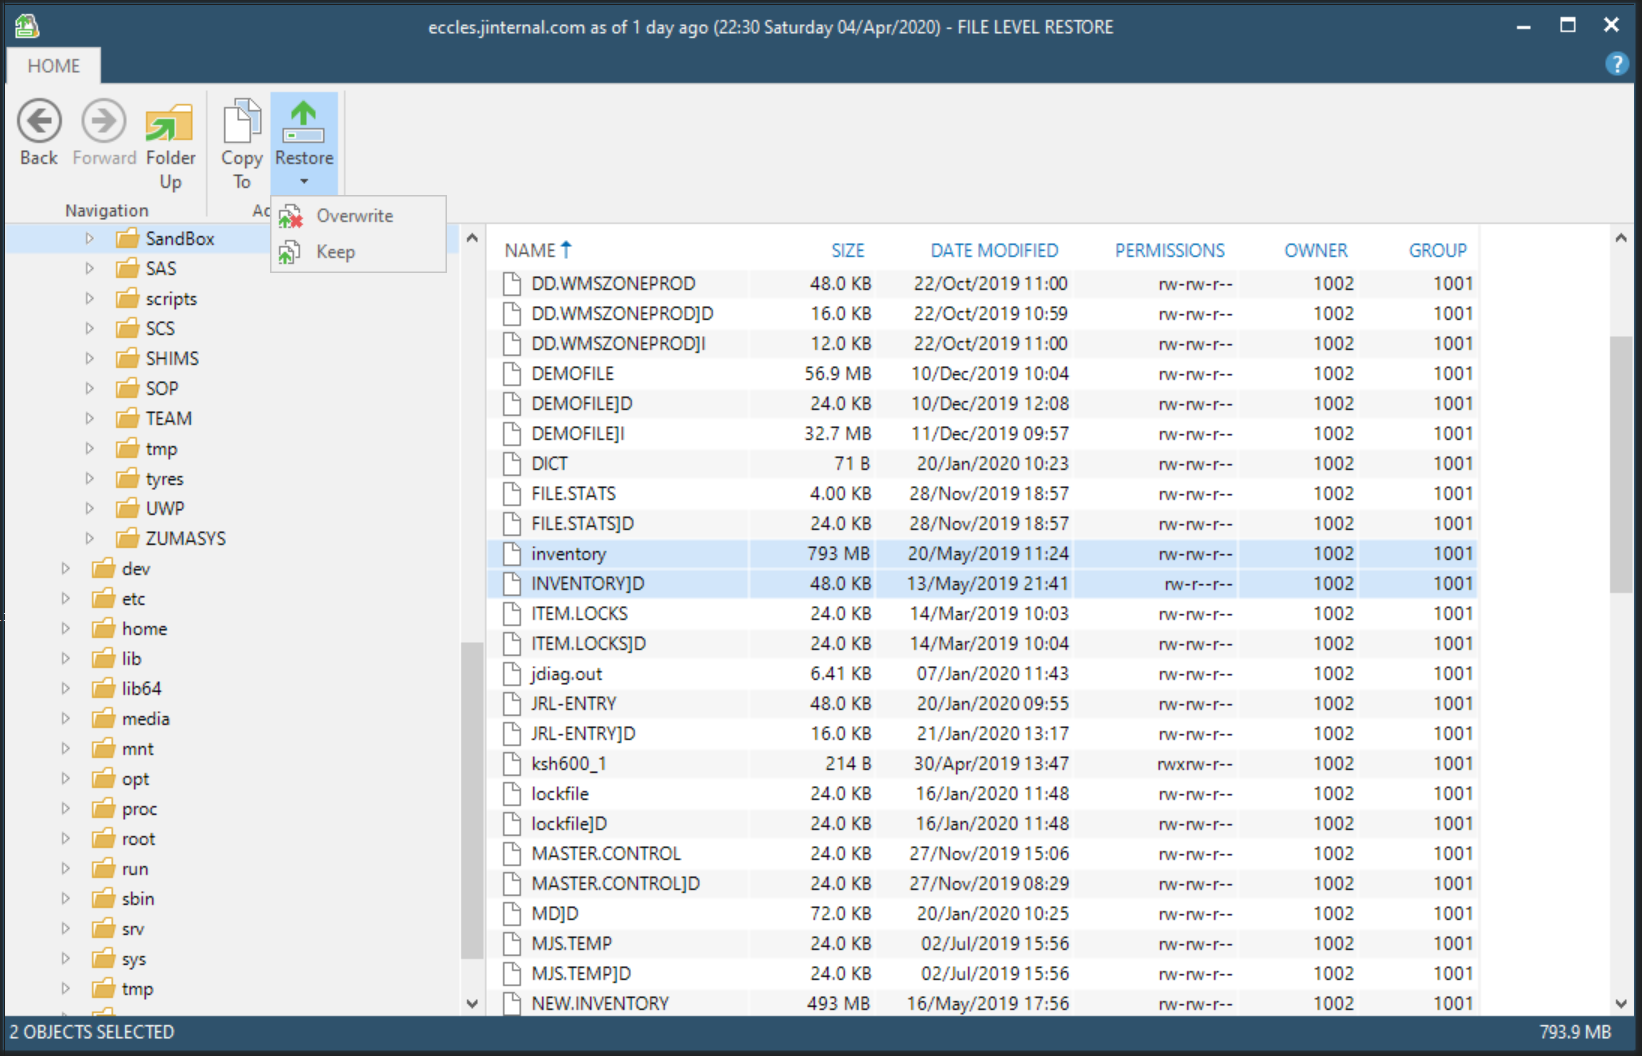 eccles.jinternal.com as of 1 day ago (22:30 Saturday 04/Apr/2020) - FILE LEVEL RESTORE
HOME
?
Back Forward Folder Up Copy To Restore
Navigation Ac
Overwrite
Keep
SandBox
SAS
scripts
SCS
SHIMS
SOP
TEAM
tmp
tyres
UWP
ZUMASYS
dev
etc
home
lib
lib64
media
mnt
opt
proc
root
run
sbin
srv
sys
tmp
NAME SIZE DATE MODIFIED PERMISSIONS OWNER GROUP
DD.WMSZONEPROD 48.0 KB 22/Oct/2019 11:00 rw-rw-r-- 1002 1001
DD.WMSZONEPROD]D 16.0 KB 22/Oct/2019 10:59 rw-rw-r-- 1002 1001
DD.WMSZONEPROD]I 12.0 KB 22/Oct/2019 11:00 rw-rw-r-- 1002 1001
DEMOFILE 56.9 MB 10/Dec/2019 10:04 rw-rw-r-- 1002 1001
DEMOFILE]D 24.0 KB 10/Dec/2019 12:08 rw-rw-r-- 1002 1001
DEMOFILE]I 32.7 MB 11/Dec/2019 09:57 rw-rw-r-- 1002 1001
DICT 71 B 20/Jan/2020 10:23 rw-rw-r-- 1002 1001
FILE.STATS 4.00 KB 28/Nov/2019 18:57 rw-rw-r-- 1002 1001
FILE.STATS]D 24.0 KB 28/Nov/2019 18:57 rw-rw-r-- 1002 1001
inventory 793 MB 20/May/2019 11:24 rw-rw-r-- 1002 1001
INVENTORY]D 48.0 KB 13/May/2019 21:41 rw-r--r-- 1002 1001
ITEM.LOCKS 24.0 KB 14/Mar/2019 10:03 rw-rw-r-- 1002 1001
ITEM.LOCKS]D 24.0 KB 14/Mar/2019 10:04 rw-rw-r-- 1002 1001
jdiag.out 6.41 KB 07/Jan/2020 11:43 rw-rw-r-- 1002 1001
JRL-ENTRY 48.0 KB 20/Jan/2020 09:55 rw-rw-r-- 1002 1001
JRL-ENTRY]D 16.0 KB 21/Jan/2020 13:17 rw-rw-r-- 1002 1001
ksh600_1 214 B 30/Apr/2019 13:47 rwxrw-r-- 1002 1001
lockfile 24.0 KB 16/Jan/2020 11:48 rw-rw-r-- 1002 1001
lockfile]D 24.0 KB 16/Jan/2020 11:48 rw-rw-r-- 1002 1001
MASTER.CONTROL 24.0 KB 27/Nov/2019 15:06 rw-rw-r-- 1002 1001
MASTER.CONTROL]D 24.0 KB 27/Nov/2019 08:29 rw-rw-r-- 1002 1001
MD]D 72.0 KB 20/Jan/2020 10:25 rw-rw-r-- 1002 1001
MJS.TEMP 24.0 KB 02/Jul/2019 15:56 rw-rw-r-- 1002 1001
MJS.TEMP]D 24.0 KB 02/Jul/2019 15:56 rw-rw-r-- 1002 1001
NEW.INVENTORY 493 MB 16/May/2019 17:56 rw-rw-r-- 1002 1001
2 OBJECTS SELECTED 793.9 MB